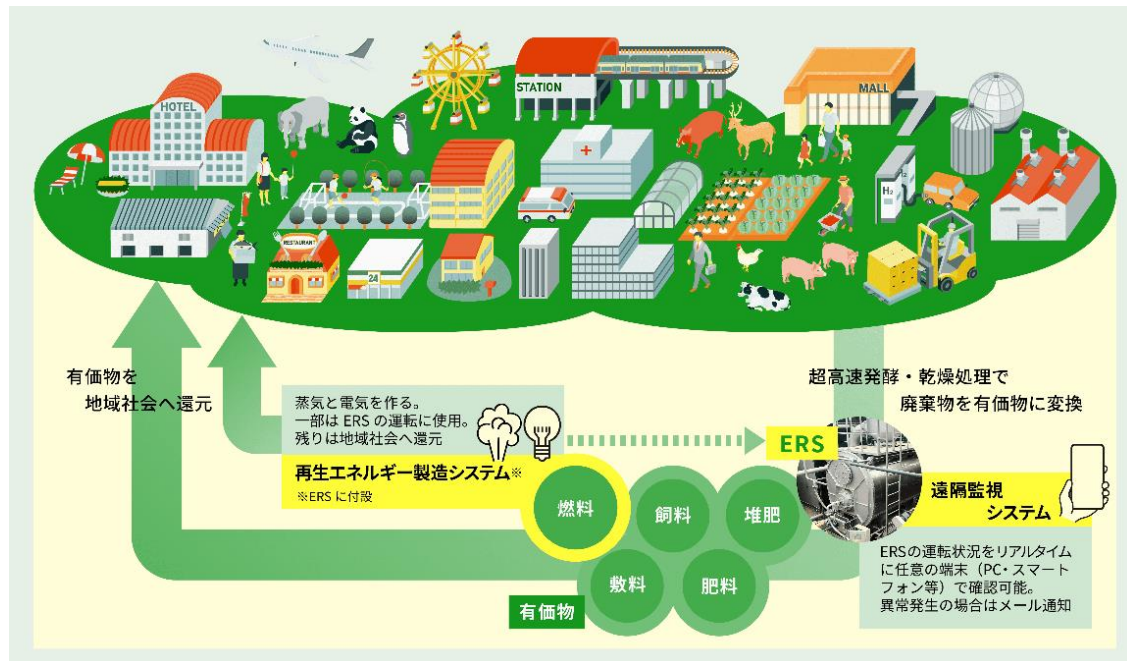 HOTEL
STATION
MALL
H₂
H₂
RESTAURANT
24
有価物を
地域社会へ還元
蒸気と電気を作る。
一部は ERS の運転に使用。
残りは地域社会へ還元
再生エネルギー製造システム※
※ERS に付設
超高速発酵・乾燥処理で
廃棄物を有価物に変換
ERS
遠隔監視
システム
ERSの運転状況をリアルタイム
に任意の端末（PC・スマート
フォン等）で確認可能。
異常発生の場合はメール通知
燃料
飼料
堆肥
敷料
肥料
有価物